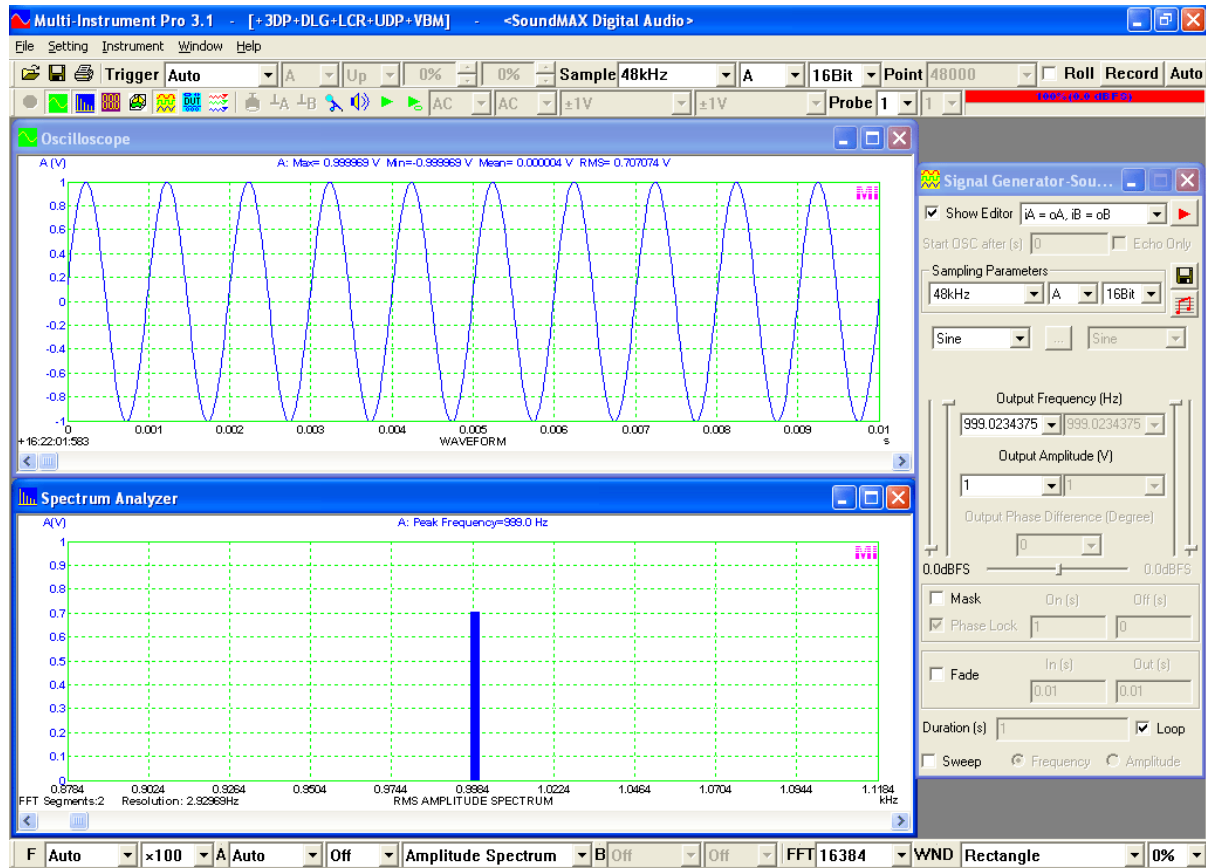 Multi-Instrument Pro 3.1 - [+3DP+DLG+LCR+UDP+VBM] - <SoundMAX Digital Audio>
File Setting Instrument Window Help
Trigger Auto A Up 0% 0% Sample 48kHz A 16Bit Point 48000 Roll Record Auto
A B AC AC ±1V ±1V Probe 1 1 100% (0.0 dBFS)
Oscilloscope
A (V) A: Max= 0.999969 V Min=-0.999969 V Mean= 0.000004 V RMS= 0.707074 V
MI
1
0.8
0.6
0.4
0.2
0
-0.2
-0.4
-0.6
-0.8
-1
0 0.001 0.002 0.003 0.004 0.005 0.006 0.007 0.008 0.009 0.01
+16:22:01:583 WAVEFORM s
Spectrum Analyzer
A(V) A: Peak Frequency=999.0 Hz
MI
1
0.9
0.8
0.7
0.6
0.5
0.4
0.3
0.2
0.1
0
0.8784 0.9024 0.9264 0.9504 0.9744 0.9984 1.0224 1.0464 1.0704 1.0944 1.1184
FFT Segments:2 Resolution: 2.92969Hz RMS AMPLITUDE SPECTRUM kHz
Signal Generator-Sou...
Show Editor iA = oA, iB = oB
Start OSC after (s) 0 Echo Only
Sampling Parameters
48kHz A 16Bit
Sine ... Sine
Output Frequency (Hz)
999.0234375 999.0234375
Output Amplitude (V)
1 1
Output Phase Difference (Degree)
0
0.0dBFS 0.0dBFS
Mask On (s) Off (s)
Phase Lock 1 0
Fade In (s) Out (s)
0.01 0.01
Duration (s) 1 Loop
Sweep Frequency Amplitude
F Auto ×100 A Auto Off Amplitude Spectrum B Off Off FFT 16384 WND Rectangle 0%